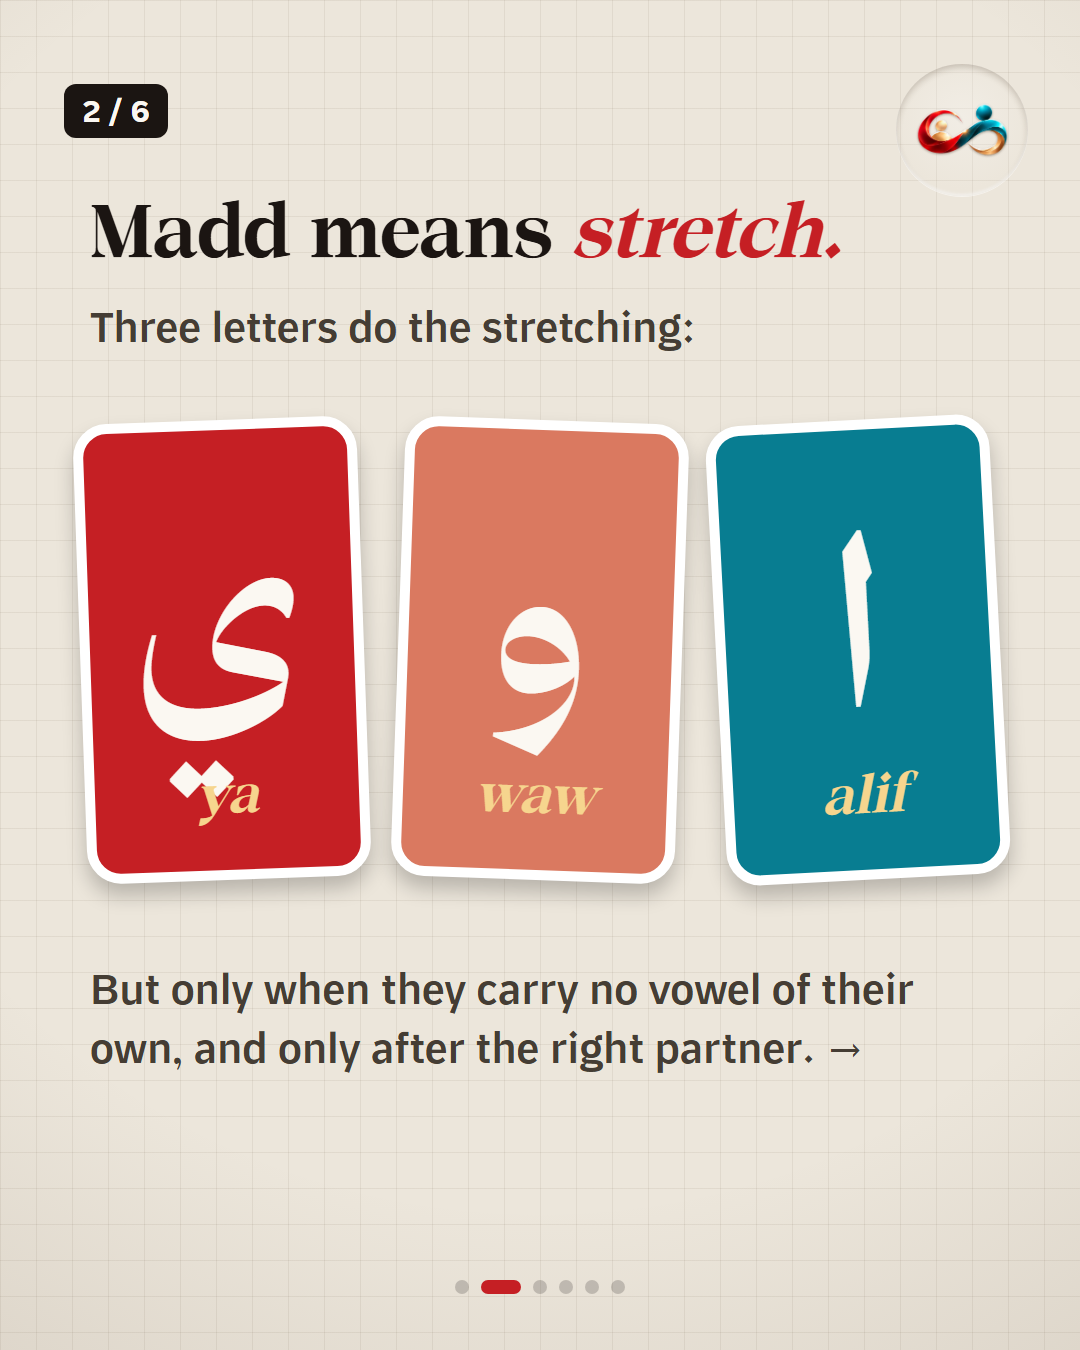 2 / 6
Madd means stretch.
Three letters do the stretching:
ي
ya
و
waw
ا
alif
But only when they carry no vowel of their
own, and only after the right partner. →